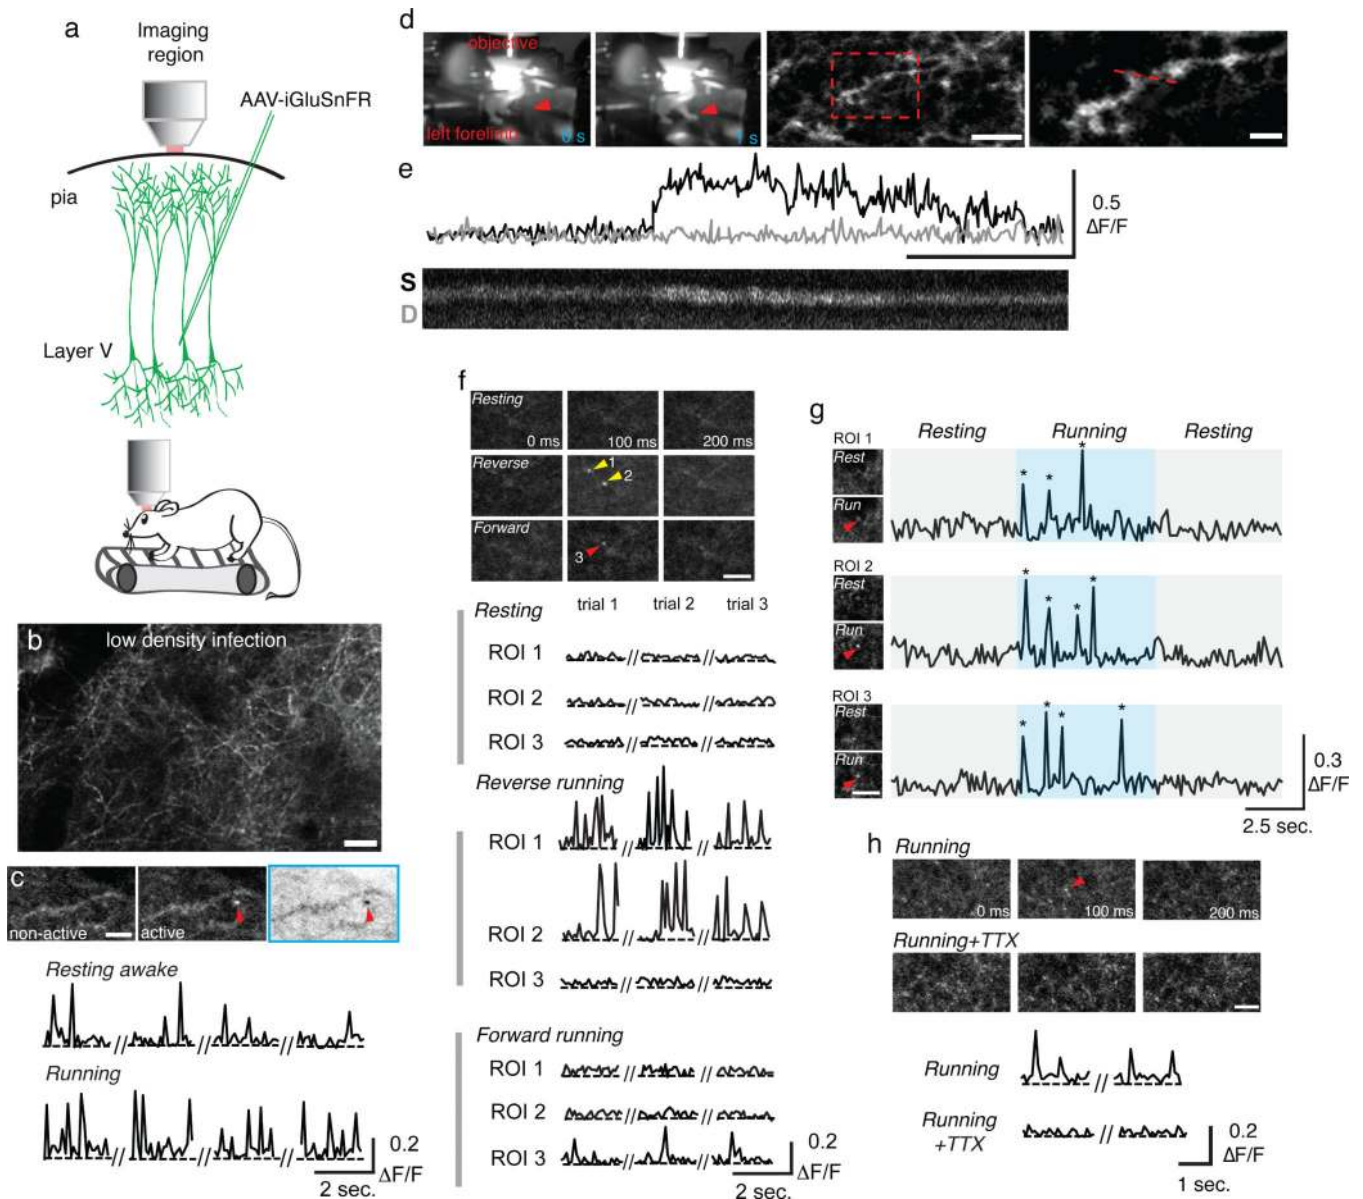 a
Imaging
region
AAV-iGluSnFR
pia
Layer V
b
low density infection
c
non-active
active
Resting awake
//
//
//
Running
//
//
//
0.2
ΔF/F
2 sec.
d
objective
left forelimb
0 s
1 s
e
0.5
ΔF/F
S
D
f
Resting
0 ms
100 ms
200 ms
Reverse
1
2
Forward
3
Resting
trial 1
trial 2
trial 3
ROI 1
//
//
ROI 2
//
//
ROI 3
//
//
Reverse running
ROI 1
//
//
ROI 2
//
//
ROI 3
//
//
Forward running
ROI 1
//
//
ROI 2
//
//
ROI 3
//
//
0.2
ΔF/F
2 sec.
g
Resting
Running
Resting
ROI 1
Rest
Run
* * *
ROI 2
Rest
Run
* * * *
ROI 3
Rest
Run
* * * *
0.3
ΔF/F
2.5 sec.
h
Running
0 ms
100 ms
200 ms
Running+TTX
Running
//
Running
+TTX
//
0.2
ΔF/F
1 sec.